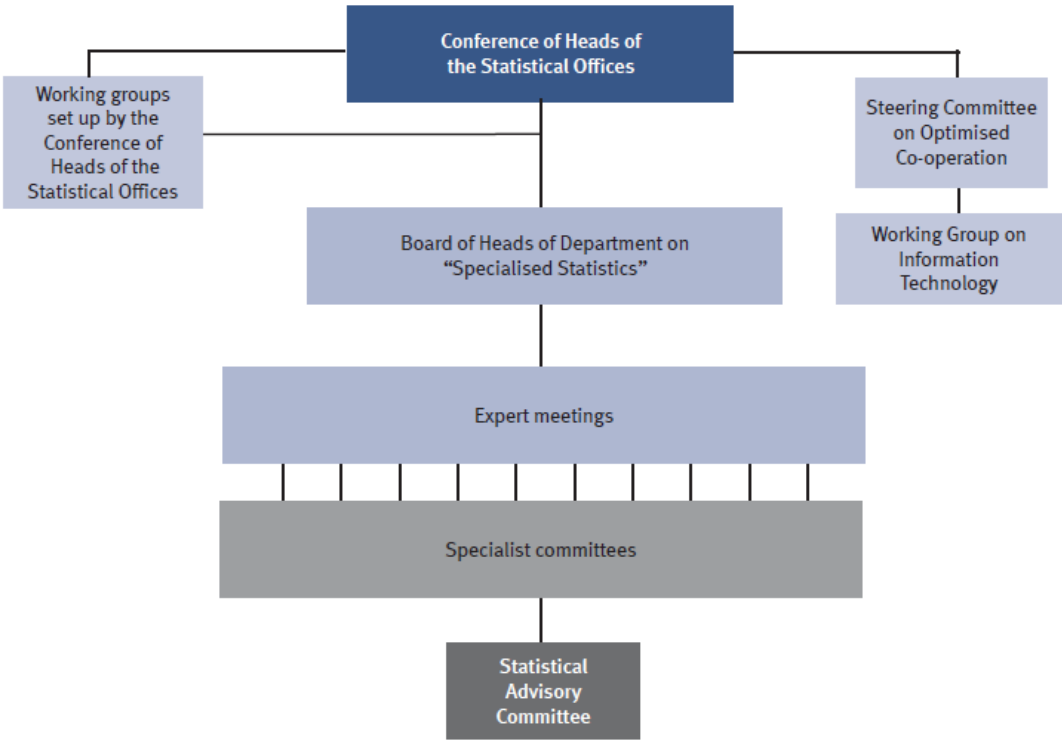 Conference of Heads of
the Statistical Offices
Working groups
set up by the
Conference of
Heads of the
Statistical Offices
Steering Committee
on Optimised
Co-operation
Working Group on
Information
Technology
Board of Heads of Department on
“Specialised Statistics”
Expert meetings
Specialist committees
Statistical
Advisory
Committee